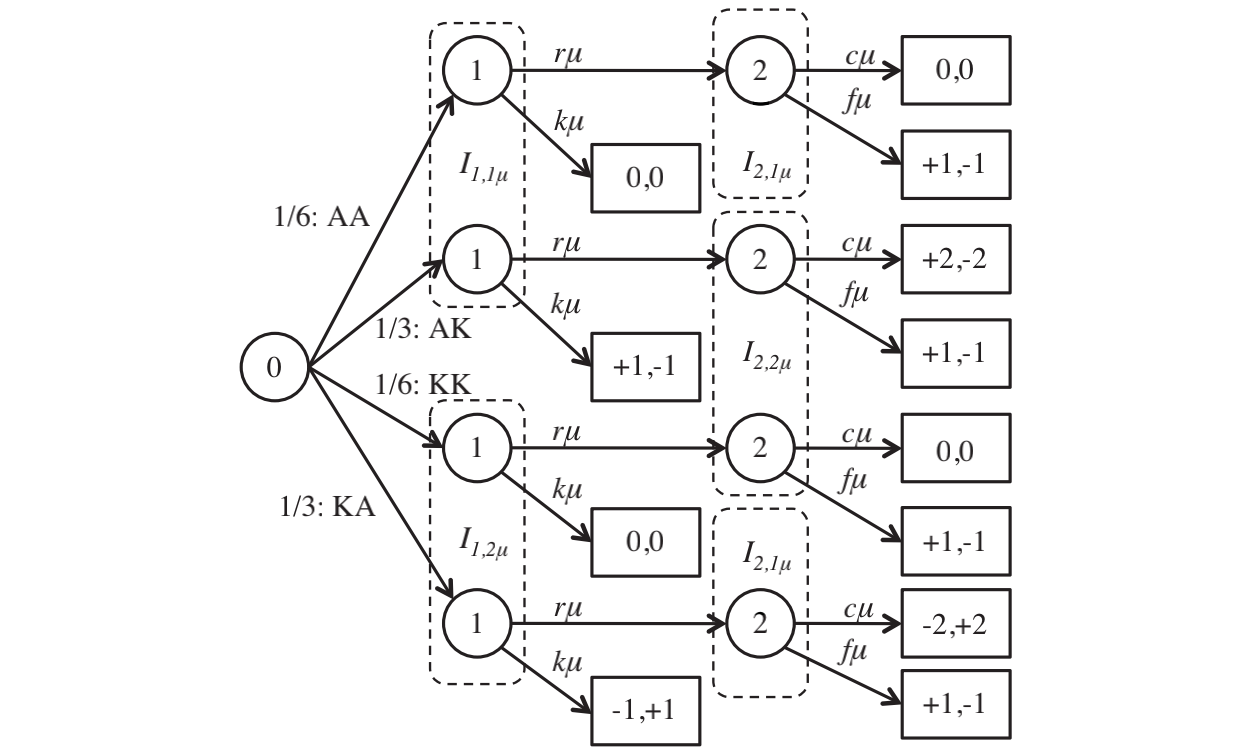 1 rμ 2 cμ 0,0
fμ
kμ
+1,-1
I1,1μ 0,0 I2,1μ
1/6: AA
1 rμ 2 cμ +2,-2
fμ
kμ
1/3: AK
+1,-1 I2,2μ +1,-1
0
1/6: KK
1 rμ 2 cμ 0,0
fμ
kμ
1/3: KA
I1,2μ 0,0 I2,1μ +1,-1
1 rμ 2 cμ -2,+2
fμ
kμ
-1,+1 +1,-1